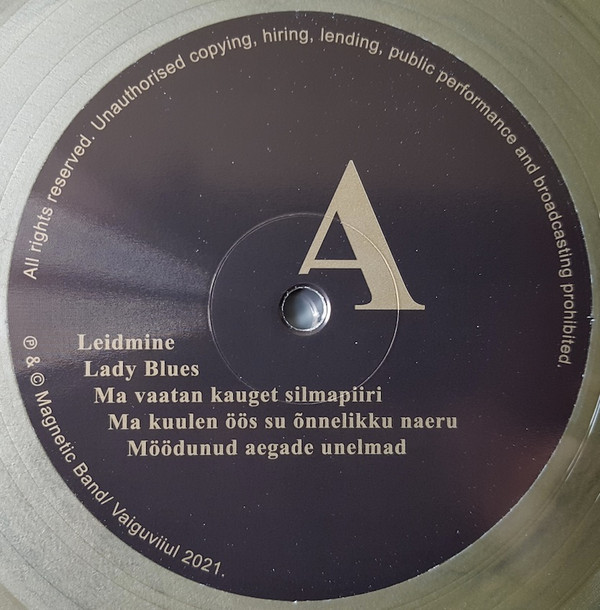 All rights reserved. Unauthorised copying, hiring, lending, public performance and broadcasting prohibited.
A
Leidmine
Lady Blues
Ma vaatan kauget silmapiiri
Ma kuulen öös su õnnelikku naeru
Möödunud aegade unelmad
℗ & © Magnetic Band/ Vaiguviiul 2021.